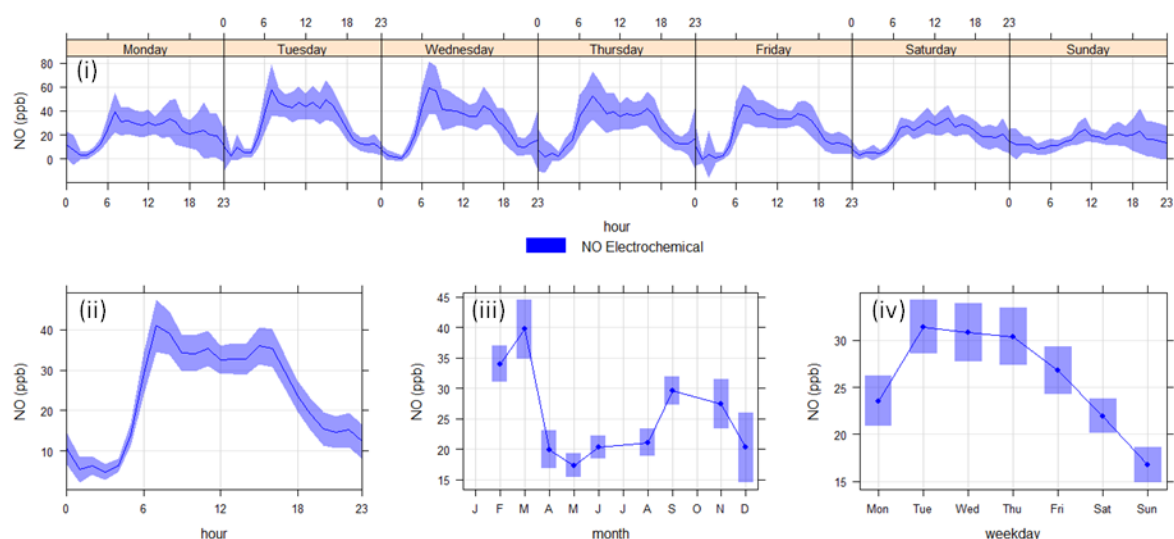 0 6 12 18 23 0 6 12 18 23 0 6 12 18 23
Monday Tuesday Wednesday Thursday Friday Saturday Sunday
(i)
NO (ppb)
80
60
40
20
0
0 6 12 18 23 0 6 12 18 23 0 6 12 18 23 0 6 12 18 23
hour
NO Electrochemical
(ii)
NO (ppb)
40
30
20
10
0 6 12 18 23
hour
(iii)
NO (ppb)
45
40
35
30
25
20
15
J F M A M J J A S O N D
month
(iv)
NO (ppb)
30
25
20
15
Mon Tue Wed Thu Fri Sat Sun
weekday